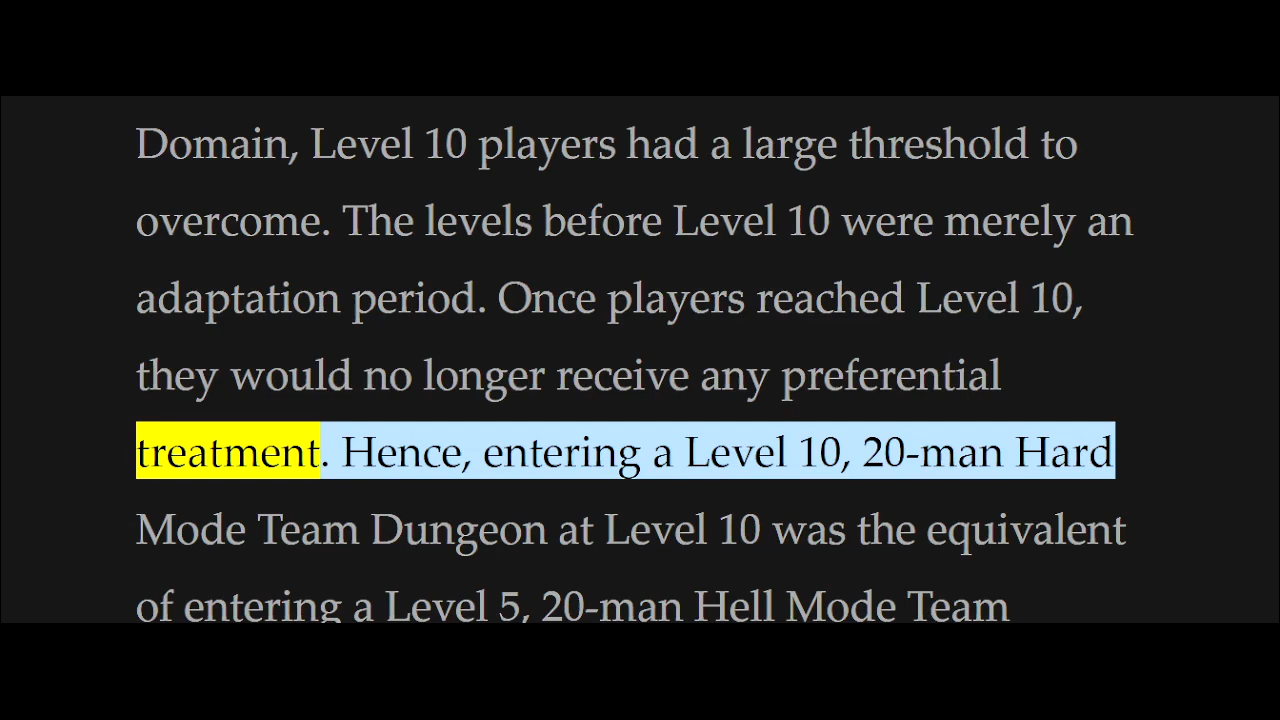 Domain, Level 10 players had a large threshold to
overcome. The levels before Level 10 were merely an
adaptation period. Once players reached Level 10,
they would no longer receive any preferential
treatment. Hence, entering a Level 10, 20-man Hard
Mode Team Dungeon at Level 10 was the equivalent
of entering a Level 5, 20-man Hell Mode Team